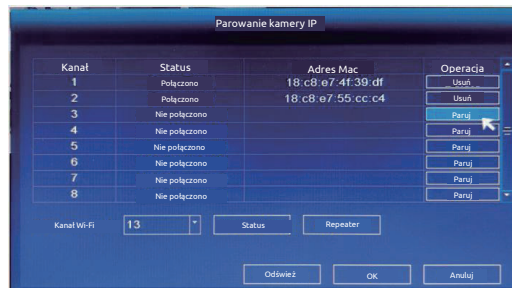 Parowanie kamery IP
Kanał Status Adres Mac Operacja
1 Połączono 18:c8:e7:4f:39:df Usuń
2 Połączono 18:c8:e7:55:cc:c4 Usuń
3 Nie połączono Paruj
4 Nie połączono Paruj
5 Nie połączono Paruj
6 Nie połączono Paruj
7 Nie połączono Paruj
8 Nie połączono Paruj
Kanał Wi-Fi 13 Status Repeater
Odśwież OK Anuluj